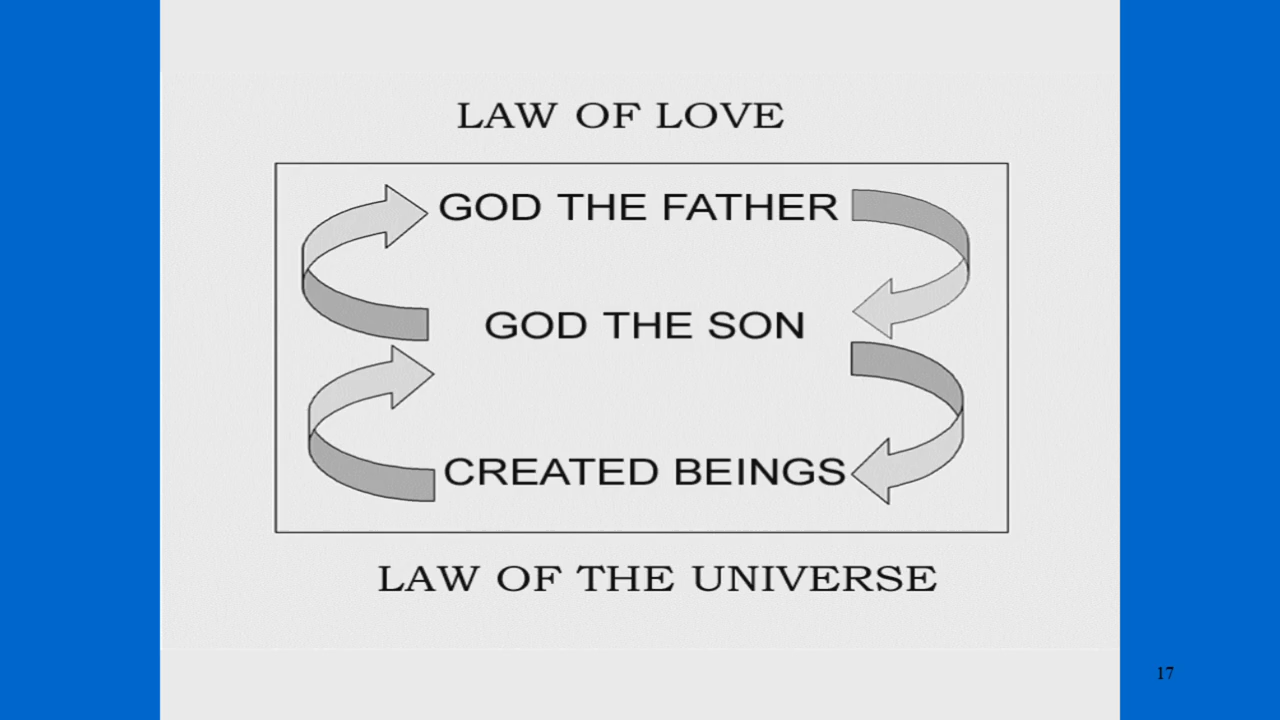 LAW OF LOVE
GOD THE FATHER
GOD THE SON
CREATED BEINGS
LAW OF THE UNIVERSE
17